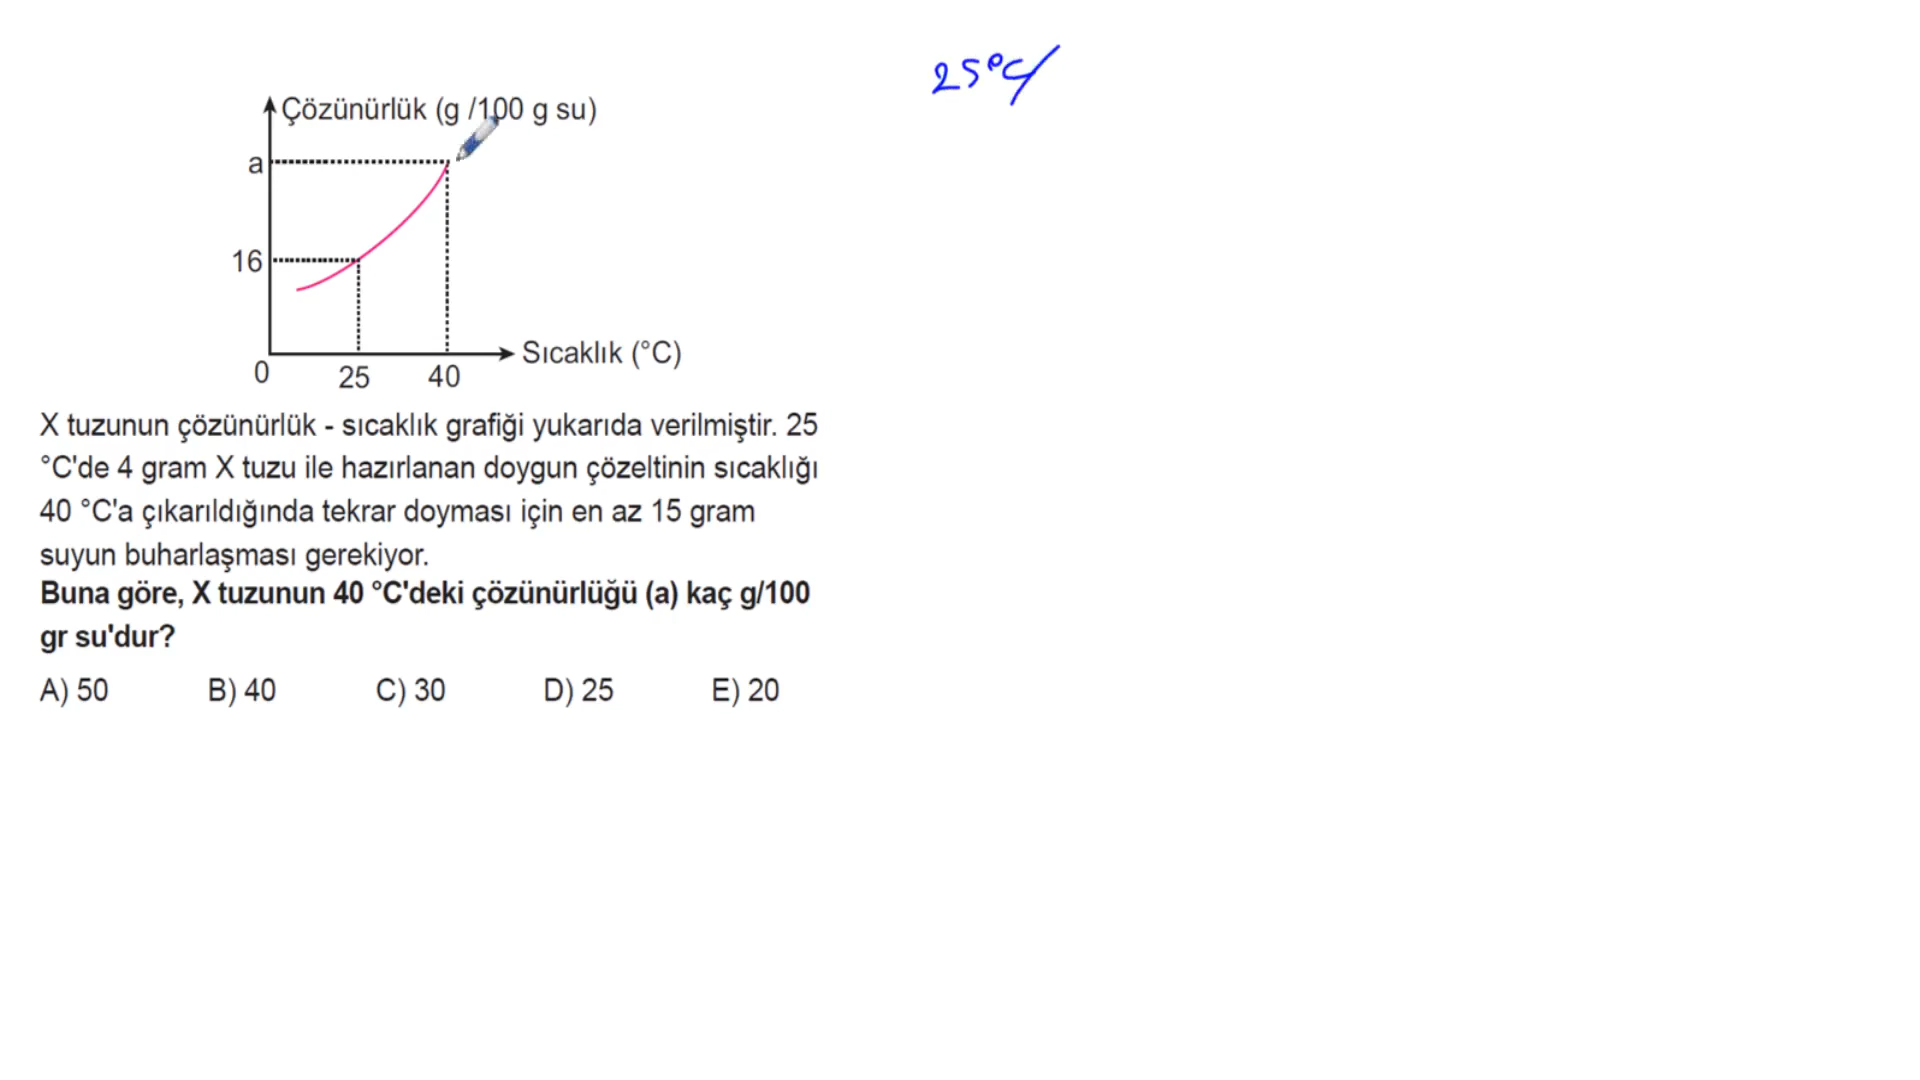 25°C
Çözünürlük (g /100 g su)
a
16
0
25
40
Sıcaklık (°C)
X tuzunun çözünürlük - sıcaklık grafiği yukarıda verilmiştir. 25
°C'de 4 gram X tuzu ile hazırlanan doygun çözeltinin sıcaklığı
40 °C'a çıkarıldığında tekrar doyması için en az 15 gram
suyun buharlaşması gerekiyor.
Buna göre, X tuzunun 40 °C'deki çözünürlüğü (a) kaç g/100
gr su'dur?
A) 50 B) 40 C) 30 D) 25 E) 20